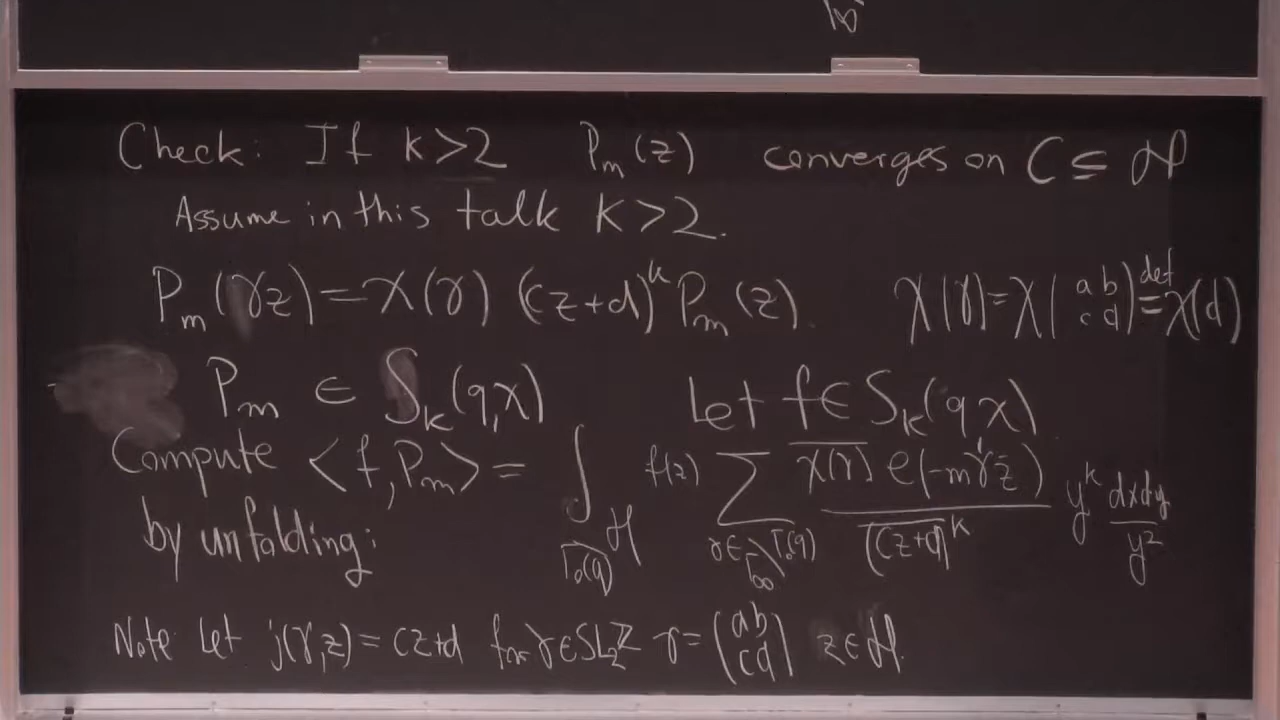 ∞
Check: If k>2 P_m(z) converges on C ⊆ ℋ
Assume in this talk k>2.
P_m(γz) = χ(γ) (cz+d)^k P_m(z). χ(γ) = χ(a b c d) def= χ(d)
P_m ∈ S_k(q,χ) Let f ∈ S_k(q χ)
Compute <f,P_m> = ∫_{Γ_0(q)\ℋ} f(z) Σ_{γ∈Γ_∞\Γ_0(q)} \overline{χ(γ)} e(-mγ\bar{z}) / \overline{(cz+d)}^k y^k dxdy/y^2
by unfolding:
Note Let j(γ,z) = cz+d for γ∈SL_2ℤ γ = (a b c d) z∈ℋ.